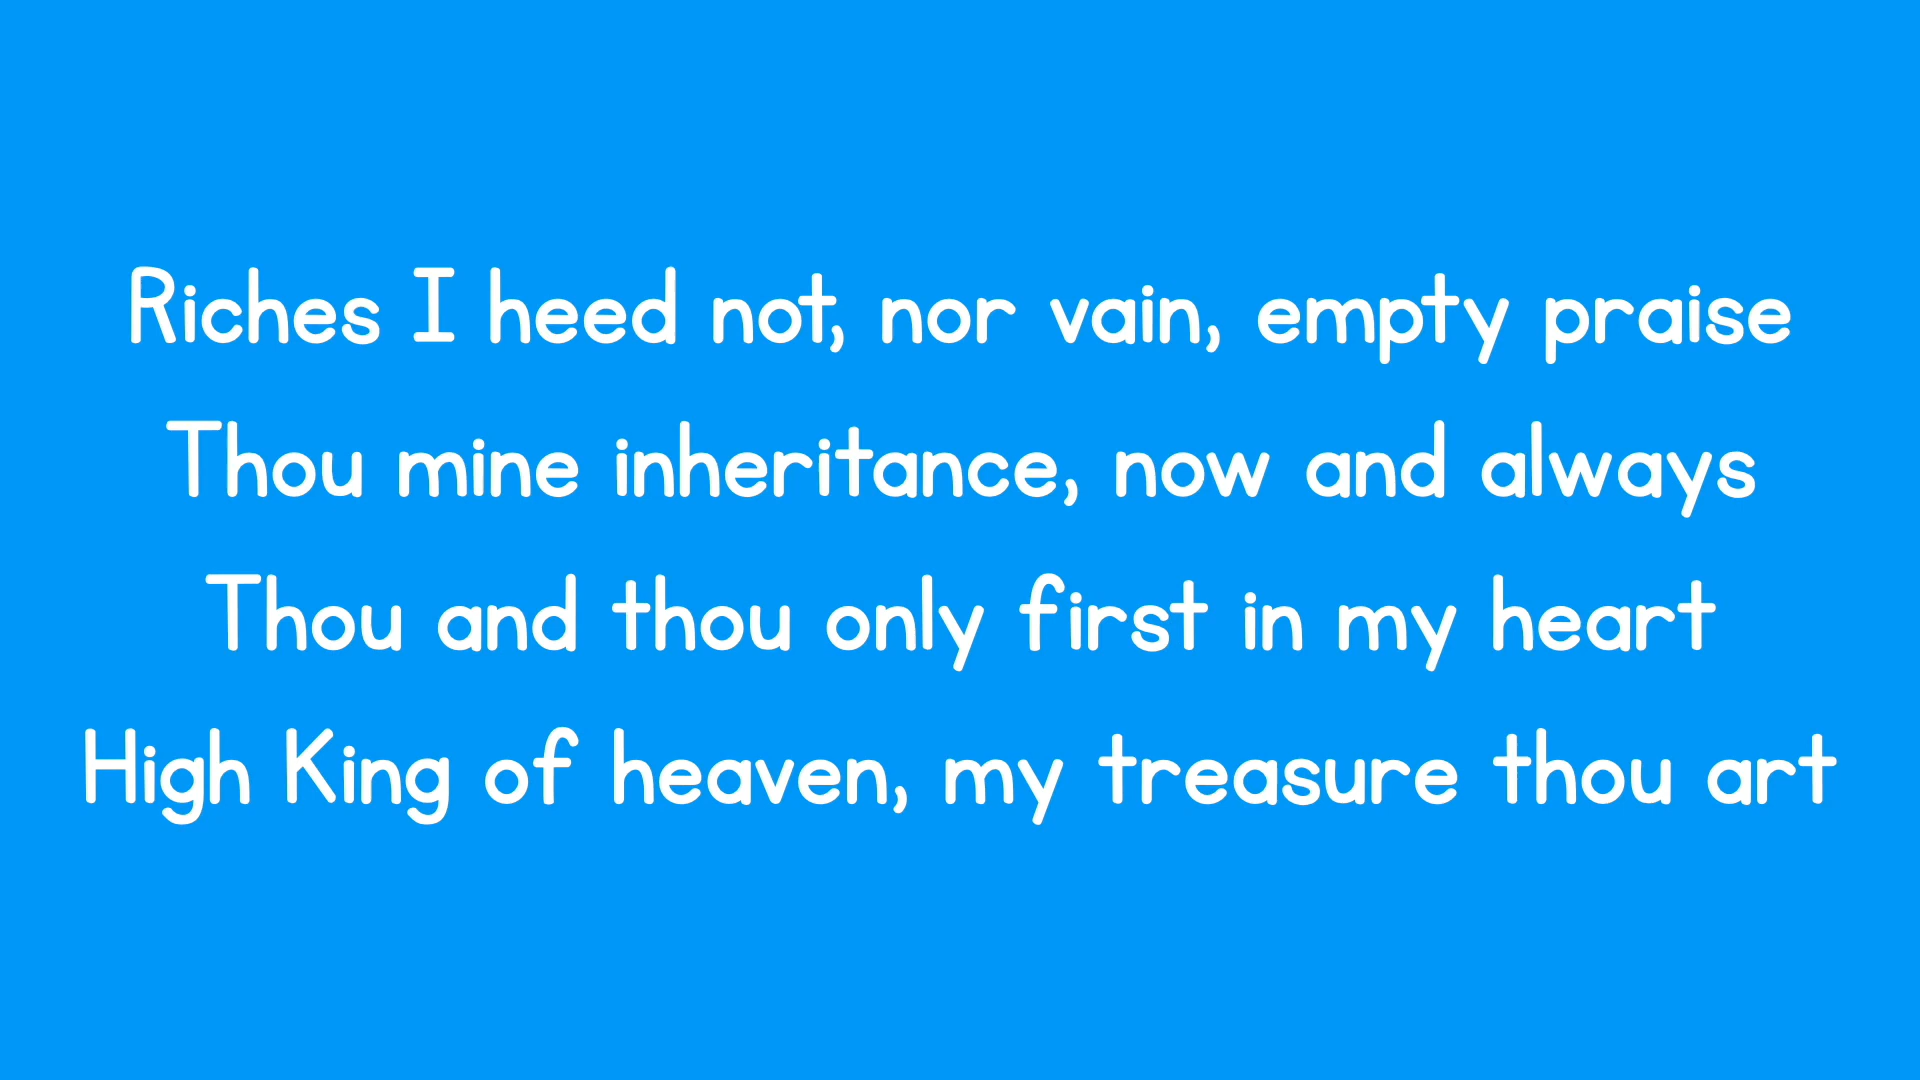 Riches I heed not, nor vain, empty praise
Thou mine inheritance, now and always
Thou and thou only first in my heart
High King of heaven, my treasure thou art